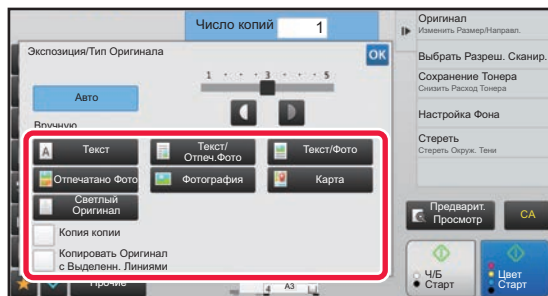 Число копий 1
Экспозиция/Тип Оригинала
OK
1 3 5
Авто
Вручную
Текст
Текст/
Отпеч.Фото
Текст/Фото
Отпечатано Фото
Фотография
Карта
Светлый
Оригинал
Копия копии
Копировать Оригинал
с Выделенн. Линиями
Прочие
4 A3
Оригинал
Изменить Размер/Направл.
Выбрать Разреш. Сканир.
Сохранение Тонера
Снизить Расход Тонера
Настройка Фона
Стереть
Стереть Окруж. Тени
Предварит.
Просмотр
CA
Ч/Б
Старт
Цвет
Старт